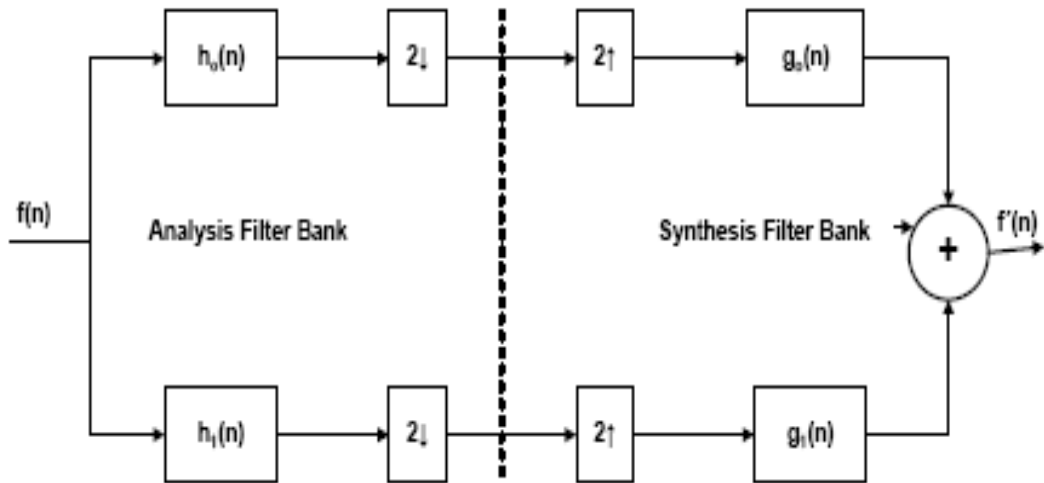 h₀(n)
2↓
2↑
g₀(n)
f(n)
Analysis Filter Bank
Synthesis Filter Bank
+
f'(n)
h₁(n)
2↓
2↑
g₁(n)